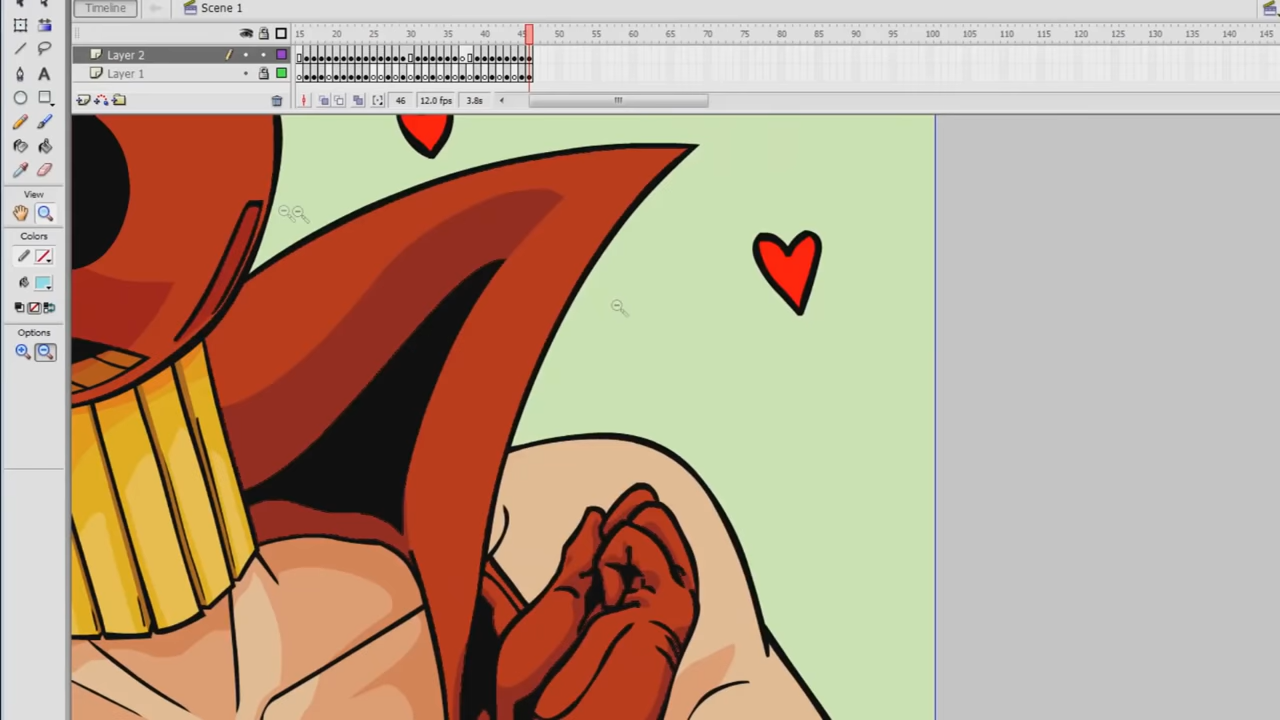 Timeline Scene 1
15 20 25 30 35 40 45 50 55 60 65 70 75 80 85 90 95 100 105 110 115 120 125 130 135 140 145
Layer 2
Layer 1
46 12.0 fps 3.8s
A
View
Colors
Options